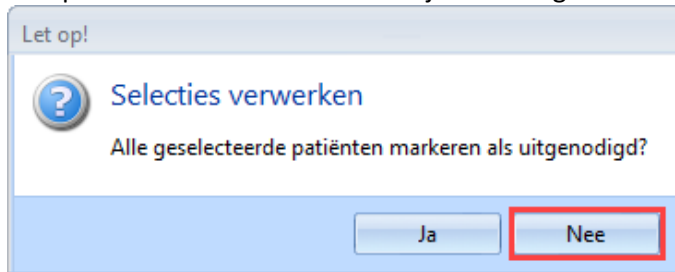 Let op!
Selecties verwerken
Alle geselecteerde patiënten markeren als uitgenodigd?
Ja
Nee